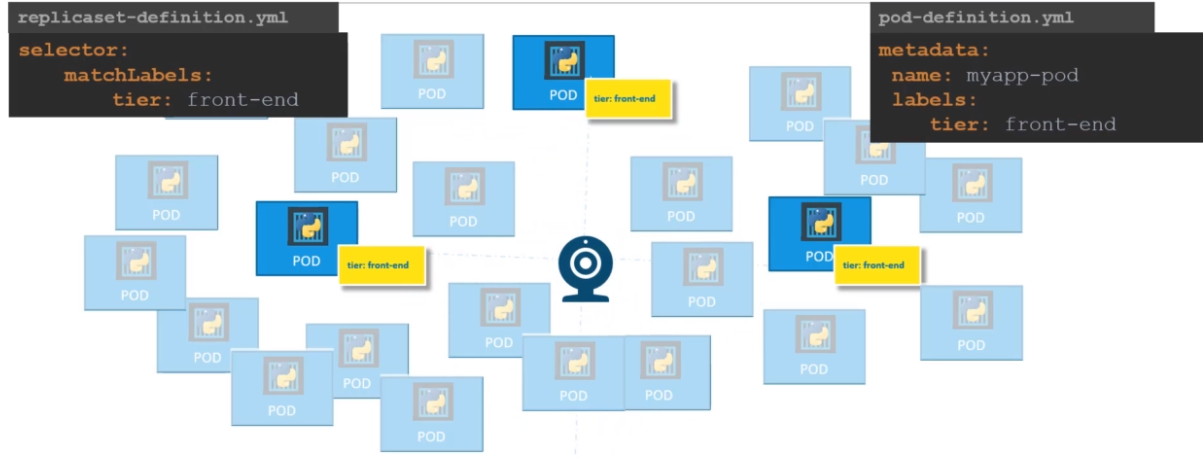 replicaset-definition.yml
selector:
matchLabels:
tier: front-end
pod-definition.yml
metadata:
name: myapp-pod
labels:
tier: front-end
POD
POD
tier: front-end
POD
POD
POD
POD
POD
POD
POD
POD
POD
tier: front-end
POD
tier: front-end
POD
POD
POD
POD
POD
POD
POD
POD
POD
POD
POD
POD